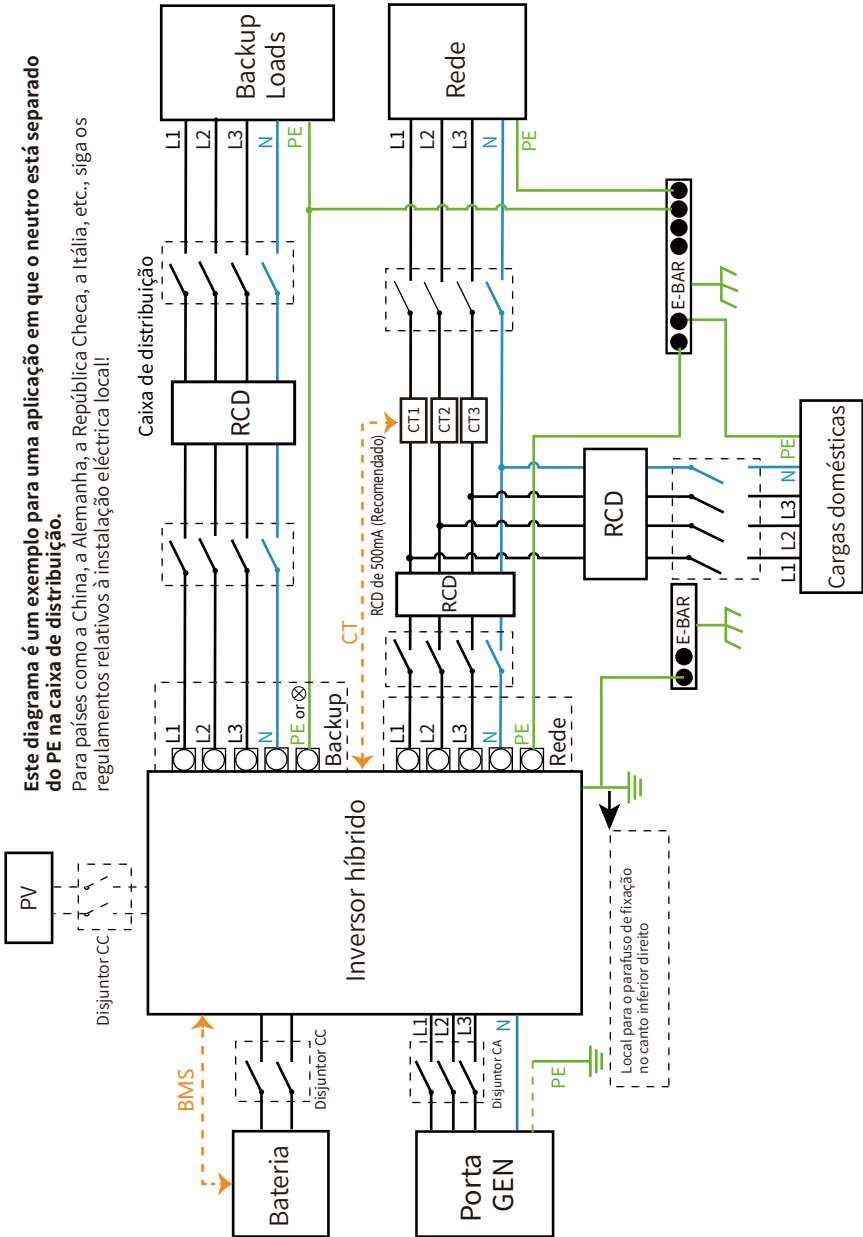 Este diagrama é um exemplo para uma aplicação em que o neutro está separado
do PE na caixa de distribuição.
Para países como a China, a Alemanha, a República Checa, a Itália, etc., siga os
regulamentos relativos à instalação eléctrica local!
PV
Disjuntor CC
BMS
Bateria
Disjuntor CC
Inversor híbrido
L1
L2
L3
N
PE or
Backup
Caixa de distribuição
RCD
L1
L2
L3
N
PE
Backup
Loads
CT
RCD de 500mA (Recomendado)
L1
L2
L3
N
PE
Rede
RCD
CT1
CT2
CT3
L1
L2
L3
N
PE
Rede
Porta
GEN
L1
L2
L3
N
PE
Disjuntor CA
Local para o parafuso de fixação
no canto inferior direito
E-BAR
E-BAR
RCD
L1
L2
L3
N
PE
Cargas domésticas